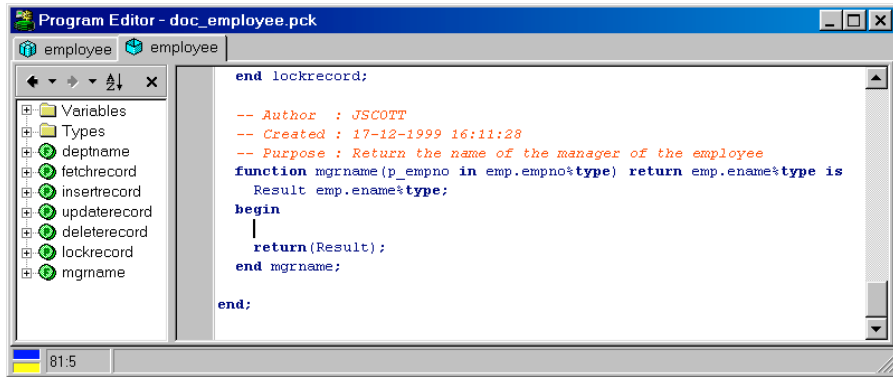 Program Editor - doc_employee.pck
employee employee
Variables
Types
deptname
fetchrecord
insertrecord
updaterecord
deleterecord
lockrecord
mgrname
end lockrecord;
-- Author  : JSCOTT
-- Created : 17-12-1999 16:11:28
-- Purpose : Return the name of the manager of the employee
function mgrname(p_empno in emp.empno%type) return emp.ename%type is
Result emp.ename%type;
begin
return(Result);
end mgrname;
end;
81:5